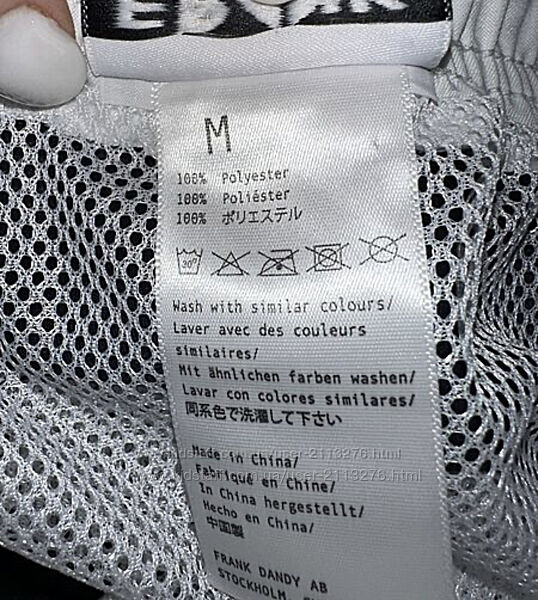 M
100% Polyester
100% Poliéster
100% ポリエステル
30°
Wash with similar colours/
Laver avec des couleurs
similaires/
Mit ähnlichen farben washen/
Lavar con colores similares/
同系色で洗濯して下さい
Made in China/
Fabriqué en Chine/
In China hergestellt/
Hecho en China/
中国製
FRANK DANDY AB
STOCKHOLM,